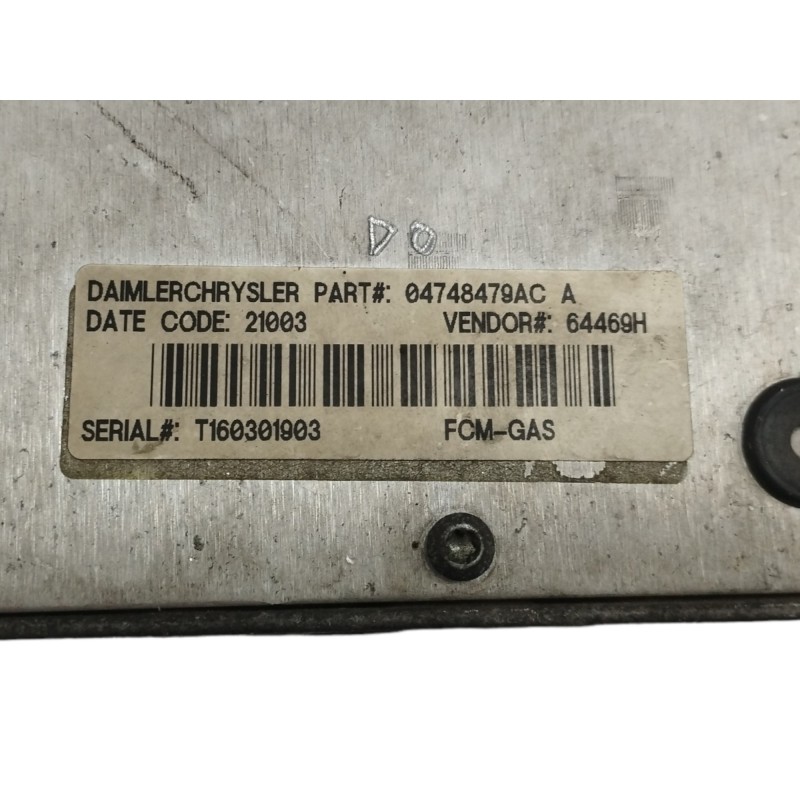 DO
DAIMLERCHRYSLER PART#: 04748479AC A
DATE CODE: 21003 VENDOR#: 64469H
SERIAL#: T160301903 FCM-GAS